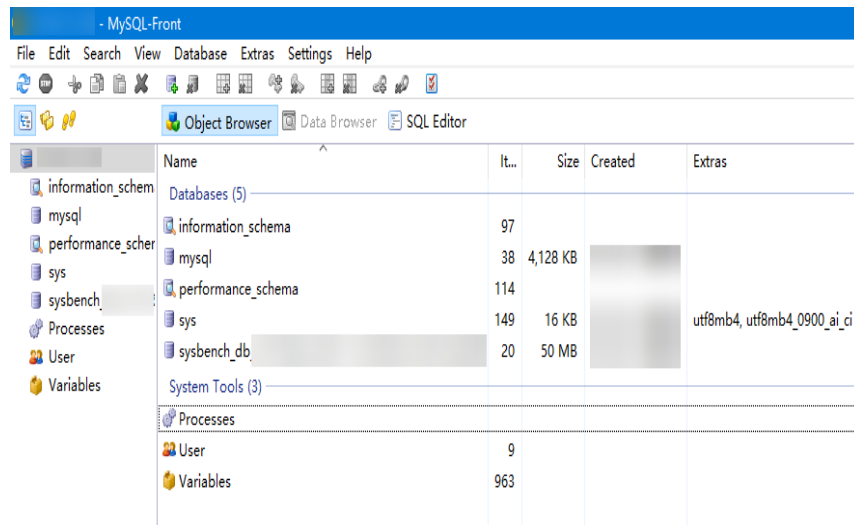 - MySQL-Front
File Edit Search View Database Extras Settings Help
Object Browser Data Browser SQL Editor
Name It... Size Created Extras
Databases (5)
information_schema 97
mysql 38 4,128 KB
performance_schema 114
sys 149 16 KB utf8mb4, utf8mb4_0900_ai_ci
sysbench_db_ 20 50 MB
System Tools (3)
Processes
User 9
Variables 963
information_schem
mysql
performance_scher
sys
sysbench_
Processes
User
Variables